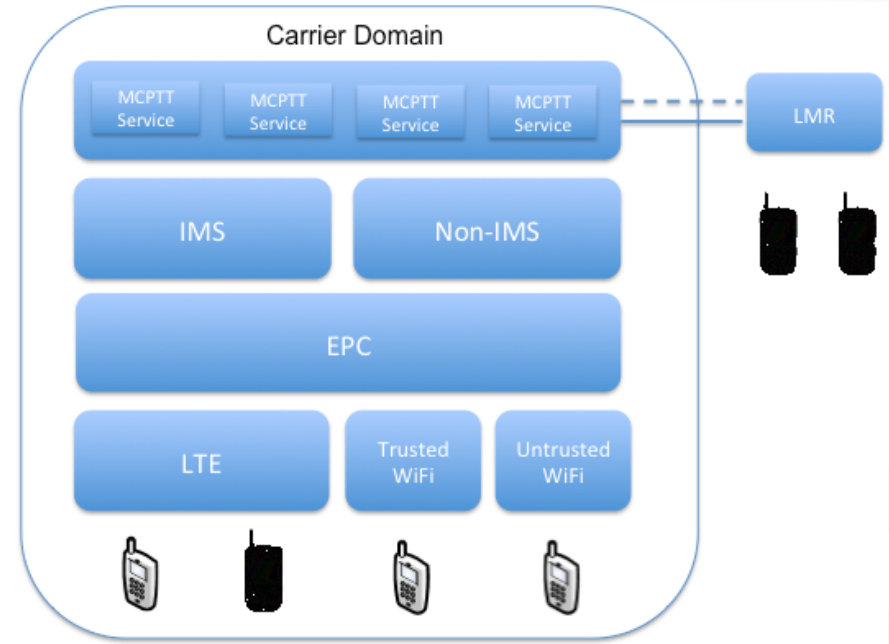 Carrier Domain
MCPTT
Service
MCPTT
Service
MCPTT
Service
MCPTT
Service
LMR
IMS
Non-IMS
EPC
LTE
Trusted
WiFi
Untrusted
WiFi